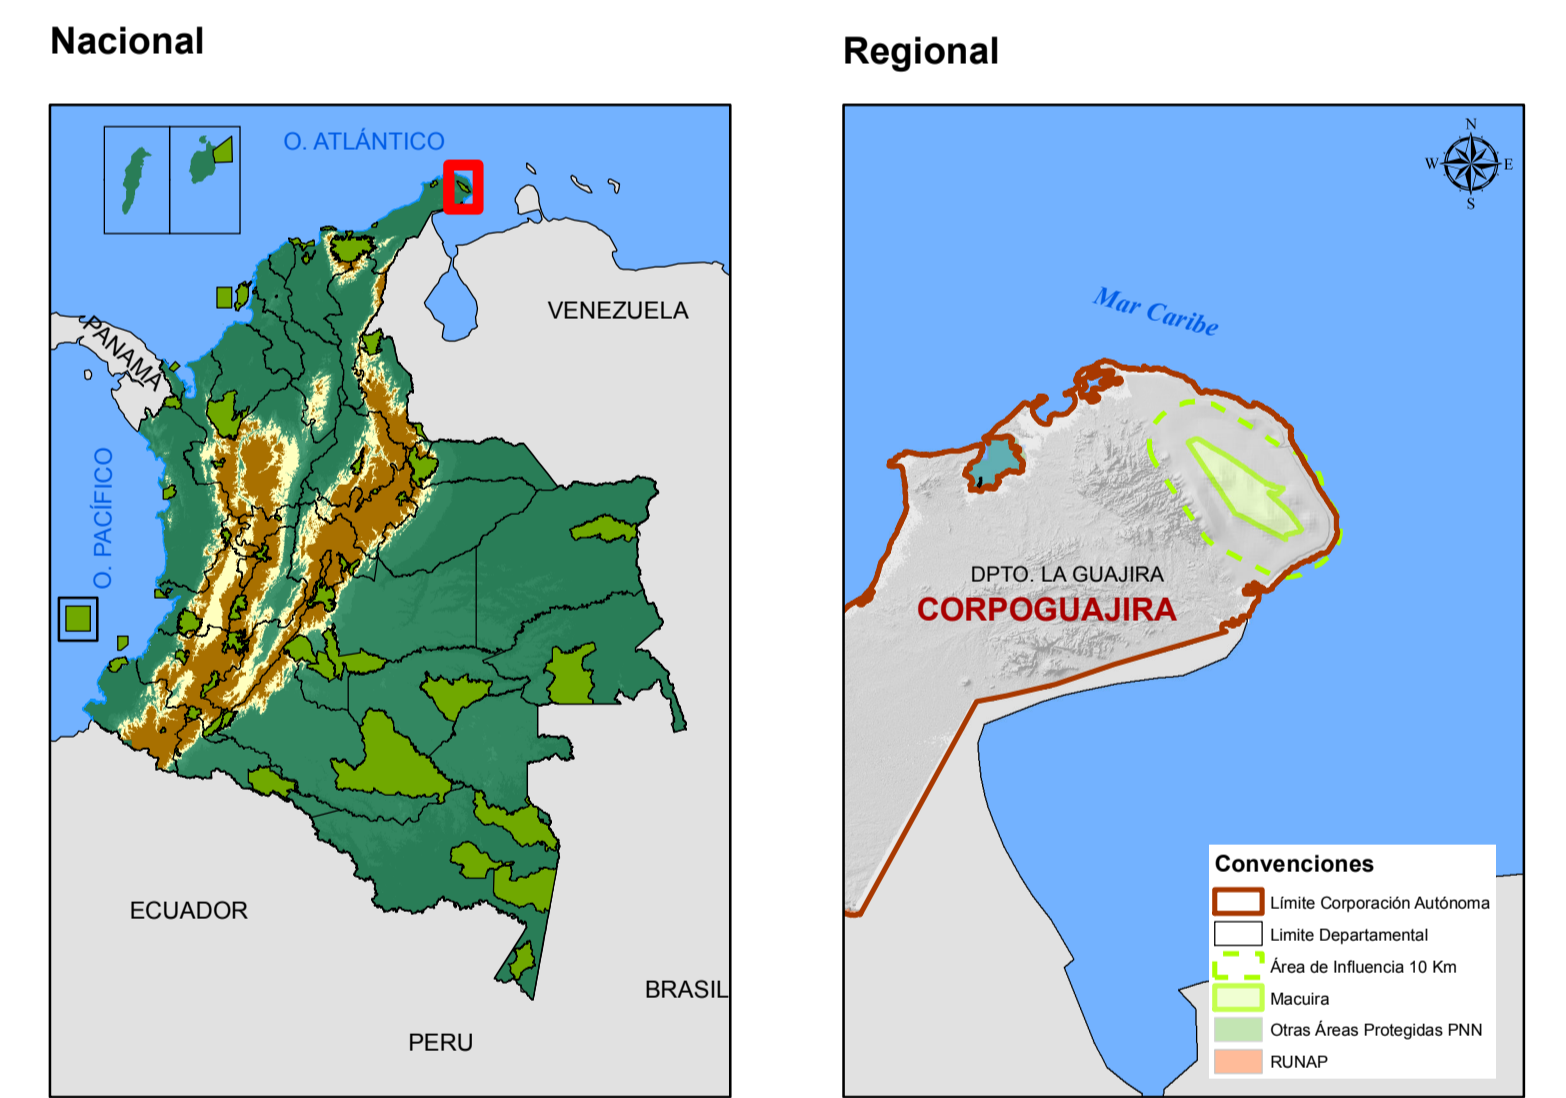 Nacional
O. ATLÁNTICO
VENEZUELA
PANAMÁ
O. PACÍFICO
ECUADOR
BRASIL
PERU
Regional
N
W E
S
Mar Caribe
DPTO. LA GUAJIRA
CORPOGUAJIRA
Convenciones
Límite Corporación Autónoma
Limite Departamental
Área de Influencia 10 Km
Macuira
Otras Áreas Protegidas PNN
RUNAP